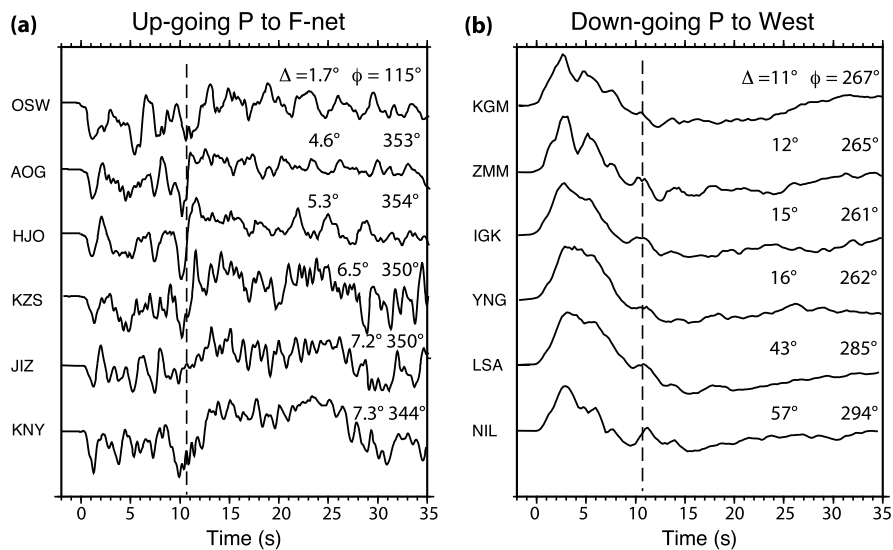 (a) Up-going P to F-net
OSW Δ =1.7° ϕ = 115°
AOG 4.6° 353°
HJO 5.3° 354°
KZS 6.5° 350°
JIZ 7.2° 350°
KNY 7.3° 344°
0 5 10 15 20 25 30 35
Time (s)
(b) Down-going P to West
KGM Δ =11° ϕ = 267°
ZMM 12° 265°
IGK 15° 261°
YNG 16° 262°
LSA 43° 285°
NIL 57° 294°
0 5 10 15 20 25 30 35
Time (s)